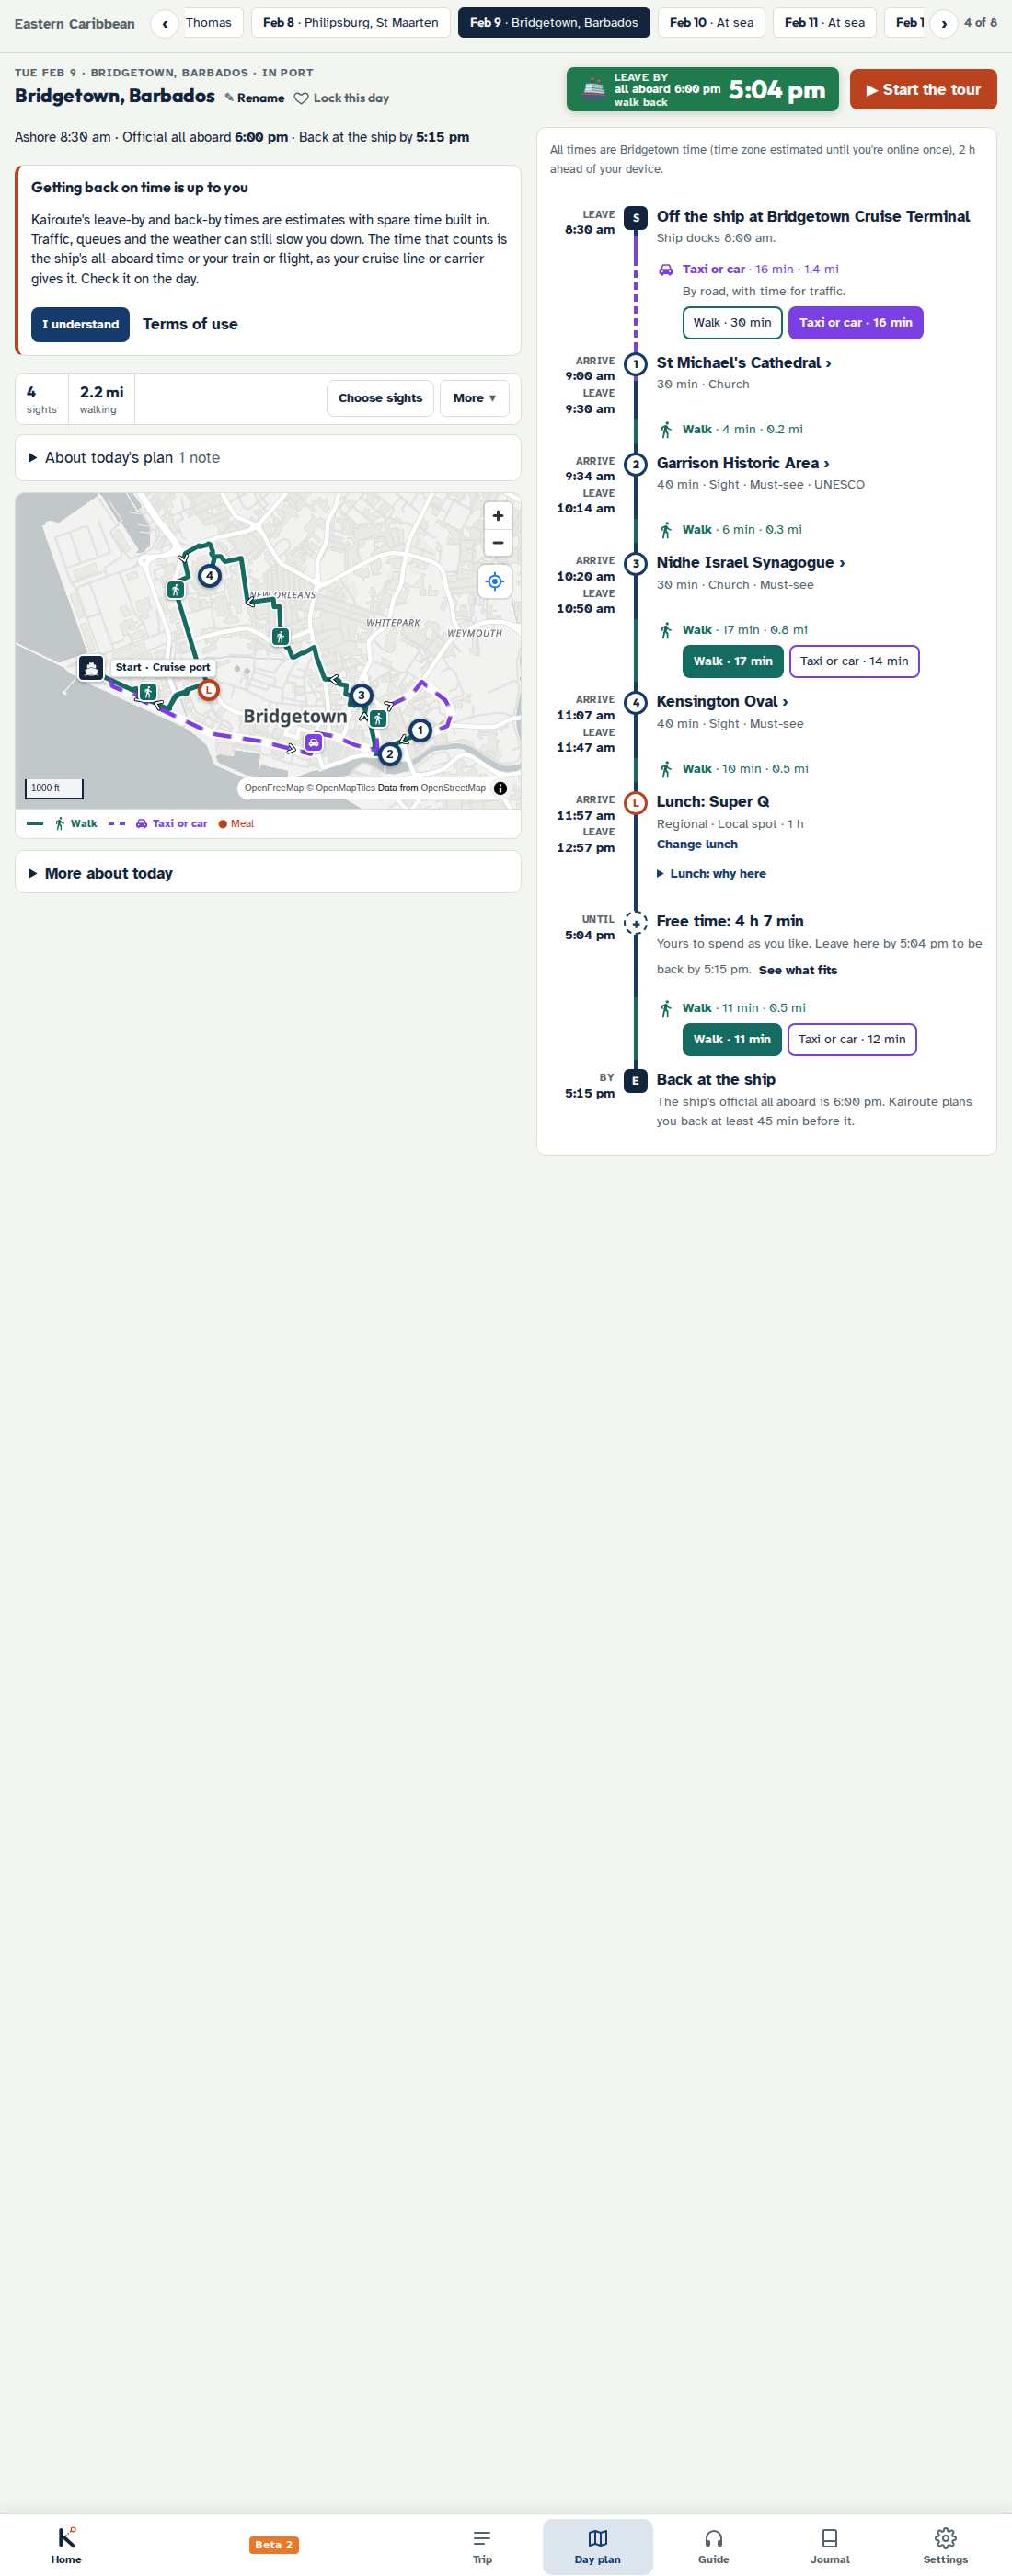 Eastern Caribbean
‹
Thomas
Feb 8 · Philipsburg, St Maarten
Feb 9 · Bridgetown, Barbados
Feb 10 · At sea
Feb 11 · At sea
Feb 1
›
4 of 8
TUE FEB 9 · BRIDGETOWN, BARBADOS · IN PORT
Bridgetown, Barbados
✎ Rename
Lock this day
LEAVE BY
all aboard 6:00 pm
walk back
5:04 pm
▶ Start the tour
Ashore 8:30 am · Official all aboard 6:00 pm · Back at the ship by 5:15 pm
Getting back on time is up to you
Kairoute's leave-by and back-by times are estimates with spare time built in.
Traffic, queues and the weather can still slow you down. The time that counts is
the ship's all-aboard time or your train or flight, as your cruise line or carrier
gives it. Check it on the day.
I understand
Terms of use
4
sights
2.2 mi
walking
Choose sights
More ▼
▶ About today's plan 1 note
+
−
NEW ORLEANS
WHITEPARK
WEYMOUTH
Start · Cruise port
Bridgetown
4
L
3
1
2
1000 ft
OpenFreeMap © OpenMapTiles Data from OpenStreetMap
Walk
Taxi or car
Meal
▶ More about today
All times are Bridgetown time (time zone estimated until you're online once), 2 h
ahead of your device.
LEAVE
8:30 am
S
Off the ship at Bridgetown Cruise Terminal
Ship docks 8:00 am.
Taxi or car · 16 min · 1.4 mi
By road, with time for traffic.
Walk · 30 min
Taxi or car · 16 min
ARRIVE
9:00 am
LEAVE
9:30 am
1
St Michael's Cathedral ›
30 min · Church
Walk · 4 min · 0.2 mi
ARRIVE
9:34 am
LEAVE
10:14 am
2
Garrison Historic Area ›
40 min · Sight · Must-see · UNESCO
Walk · 6 min · 0.3 mi
ARRIVE
10:20 am
LEAVE
10:50 am
3
Nidhe Israel Synagogue ›
30 min · Church · Must-see
Walk · 17 min · 0.8 mi
Walk · 17 min
Taxi or car · 14 min
ARRIVE
11:07 am
LEAVE
11:47 am
4
Kensington Oval ›
40 min · Sight · Must-see
Walk · 10 min · 0.5 mi
ARRIVE
11:57 am
LEAVE
12:57 pm
L
Lunch: Super Q
Regional · Local spot · 1 h
Change lunch
▶ Lunch: why here
UNTIL
5:04 pm
+
Free time: 4 h 7 min
Yours to spend as you like. Leave here by 5:04 pm to be
back by 5:15 pm. See what fits
Walk · 11 min · 0.5 mi
Walk · 11 min
Taxi or car · 12 min
BY
5:15 pm
E
Back at the ship
The ship's official all aboard is 6:00 pm. Kairoute plans
you back at least 45 min before it.
Home
Beta 2
Trip
Day plan
Guide
Journal
Settings